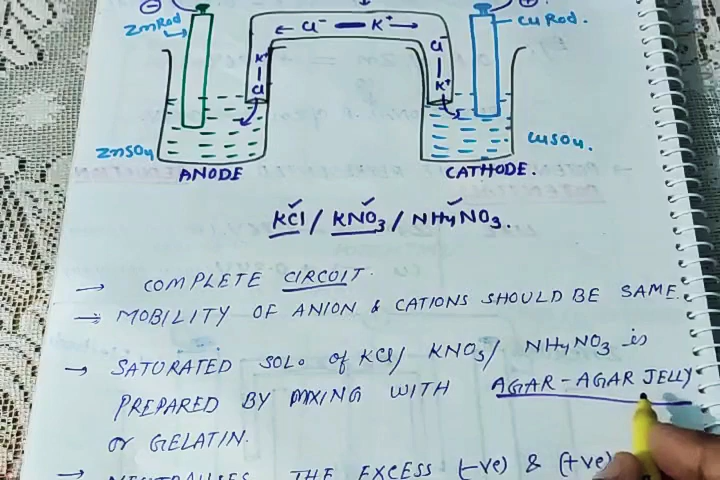 Zn Rod
Cu Rod.
← Cl⁻ — K⁺ →
K⁺ Cl⁻
Cl⁻ K⁺
ZnSO4
CuSO4.
ANODE
CATHODE.
KCl / KNO3 / NH4NO3.
→ COMPLETE CIRCUIT.
→ MOBILITY OF ANION & CATIONS SHOULD BE SAME.
→ SATURATED SOLⁿ of KCl/ KNO3/ NH4NO3 is
PREPARED BY MIXING WITH AGAR-AGAR JELLY
or GELATIN.
→ NEUTRALISES THE EXCESS (-ve) & (+ve)